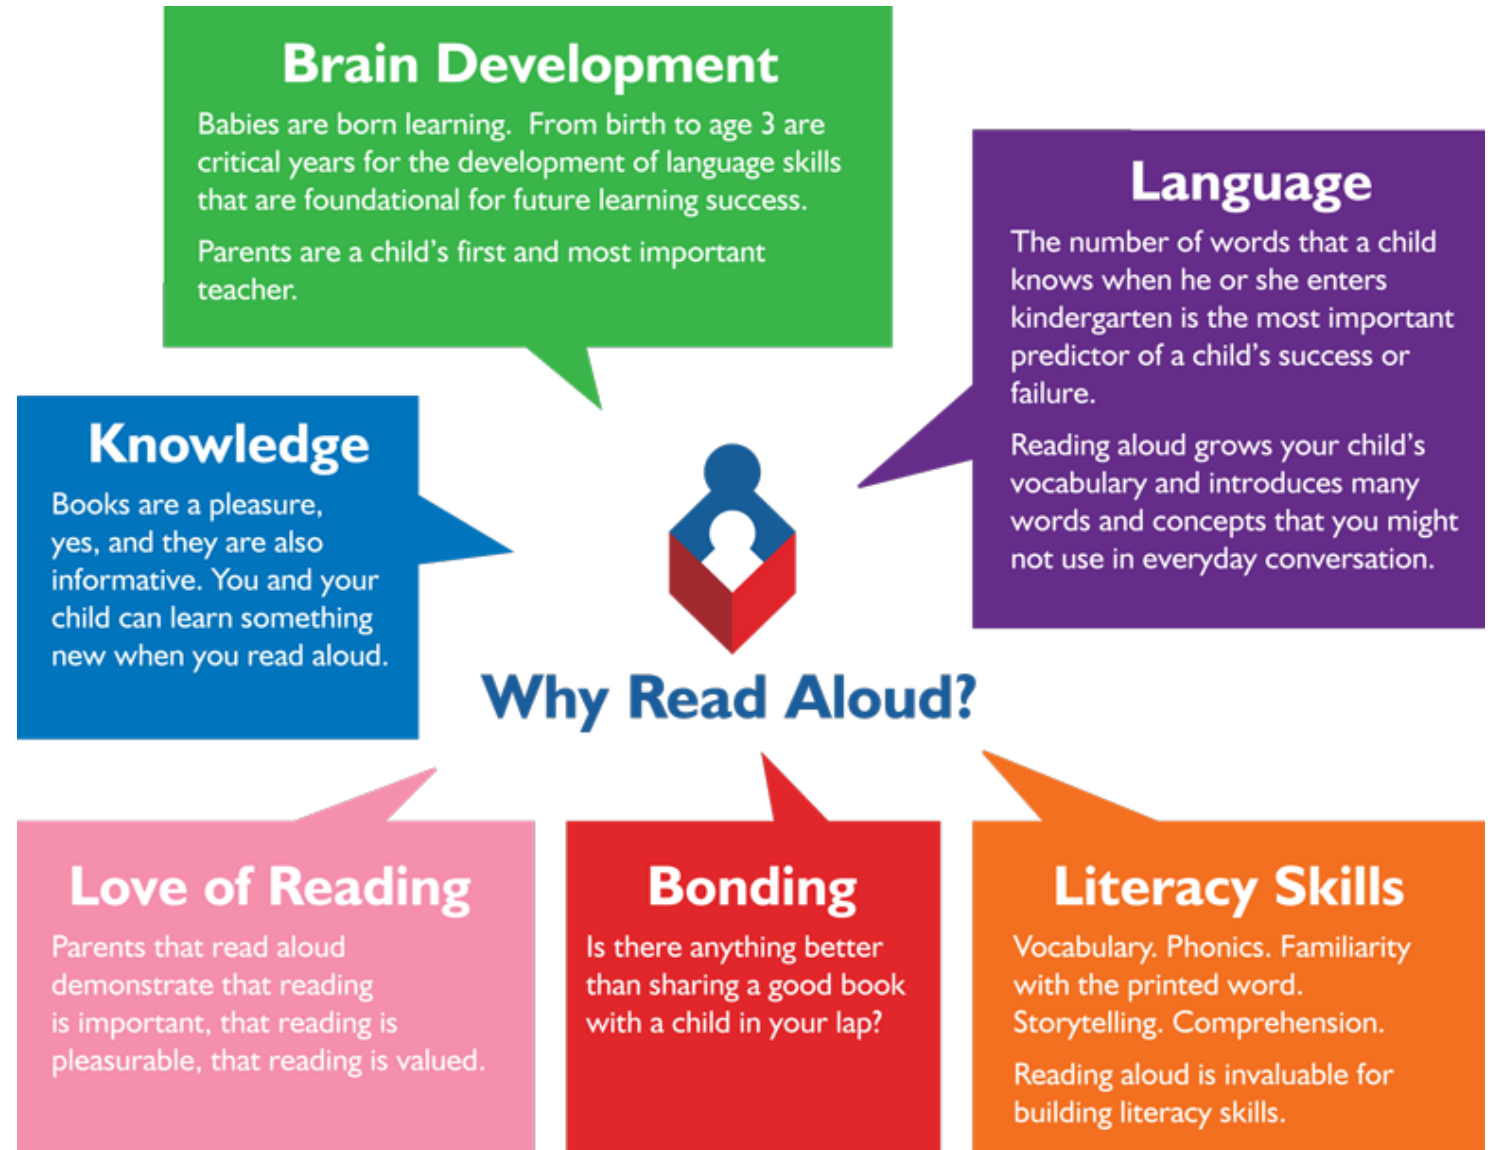 Brain Development
Babies are born learning.  From birth to age 3 are
critical years for the development of language skills
that are foundational for future learning success.
Parents are a child's first and most important
teacher.
Language
The number of words that a child
knows when he or she enters
kindergarten is the most important
predictor of a child's success or
failure.
Reading aloud grows your child's
vocabulary and introduces many
words and concepts that you might
not use in everyday conversation.
Knowledge
Books are a pleasure,
yes, and they are also
informative. You and your
child can learn something
new when you read aloud.
Why Read Aloud?
Love of Reading
Parents that read aloud
demonstrate that reading
is important, that reading is
pleasurable, that reading is valued.
Bonding
Is there anything better
than sharing a good book
with a child in your lap?
Literacy Skills
Vocabulary. Phonics. Familiarity
with the printed word.
Storytelling. Comprehension.
Reading aloud is invaluable for
building literacy skills.